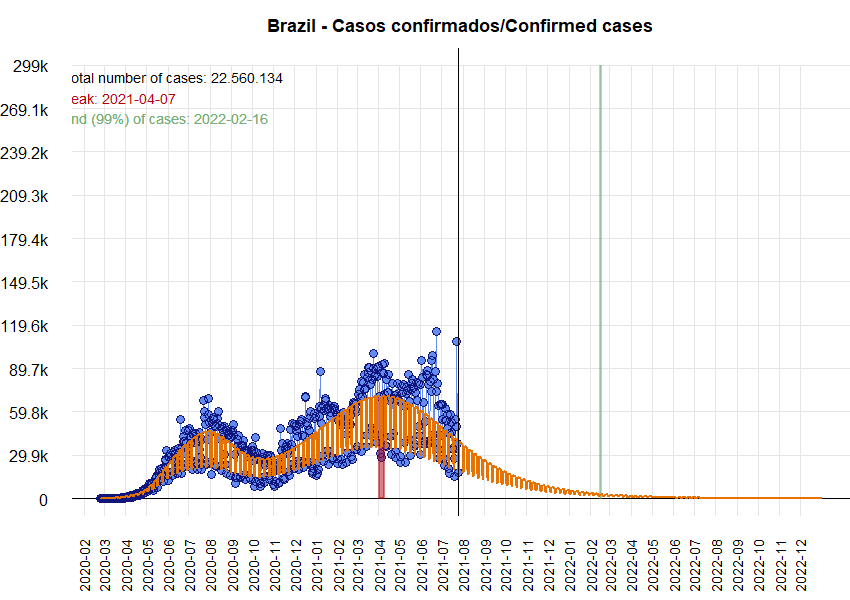 Brazil - Casos confirmados/Confirmed cases
299k
otal number of cases: 22.560.134
eak: 2021-04-07
269.1k
nd (99%) of cases: 2022-02-16
239.2k
209.3k
179.4k
149.5k
119.6k
89.7k
59.8k
29.9k
0
2020-02
2020-03
2020-04
2020-05
2020-06
2020-07
2020-08
2020-09
2020-10
2020-11
2020-12
2021-01
2021-02
2021-03
2021-04
2021-05
2021-06
2021-07
2021-08
2021-09
2021-10
2021-11
2021-12
2022-01
2022-02
2022-03
2022-04
2022-05
2022-06
2022-07
2022-08
2022-09
2022-10
2022-11
2022-12